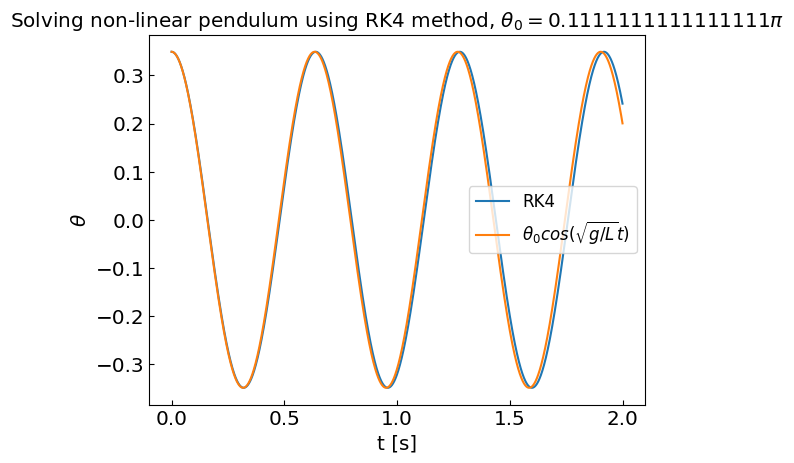 Solving non-linear pendulum using RK4 method, θ₀ = 0.1111111111111111π
θ
0.3
0.2
0.1
0.0
−0.1
−0.2
−0.3
RK4
θ₀cos(√g/Lt)
0.0 0.5 1.0 1.5 2.0
t [s]